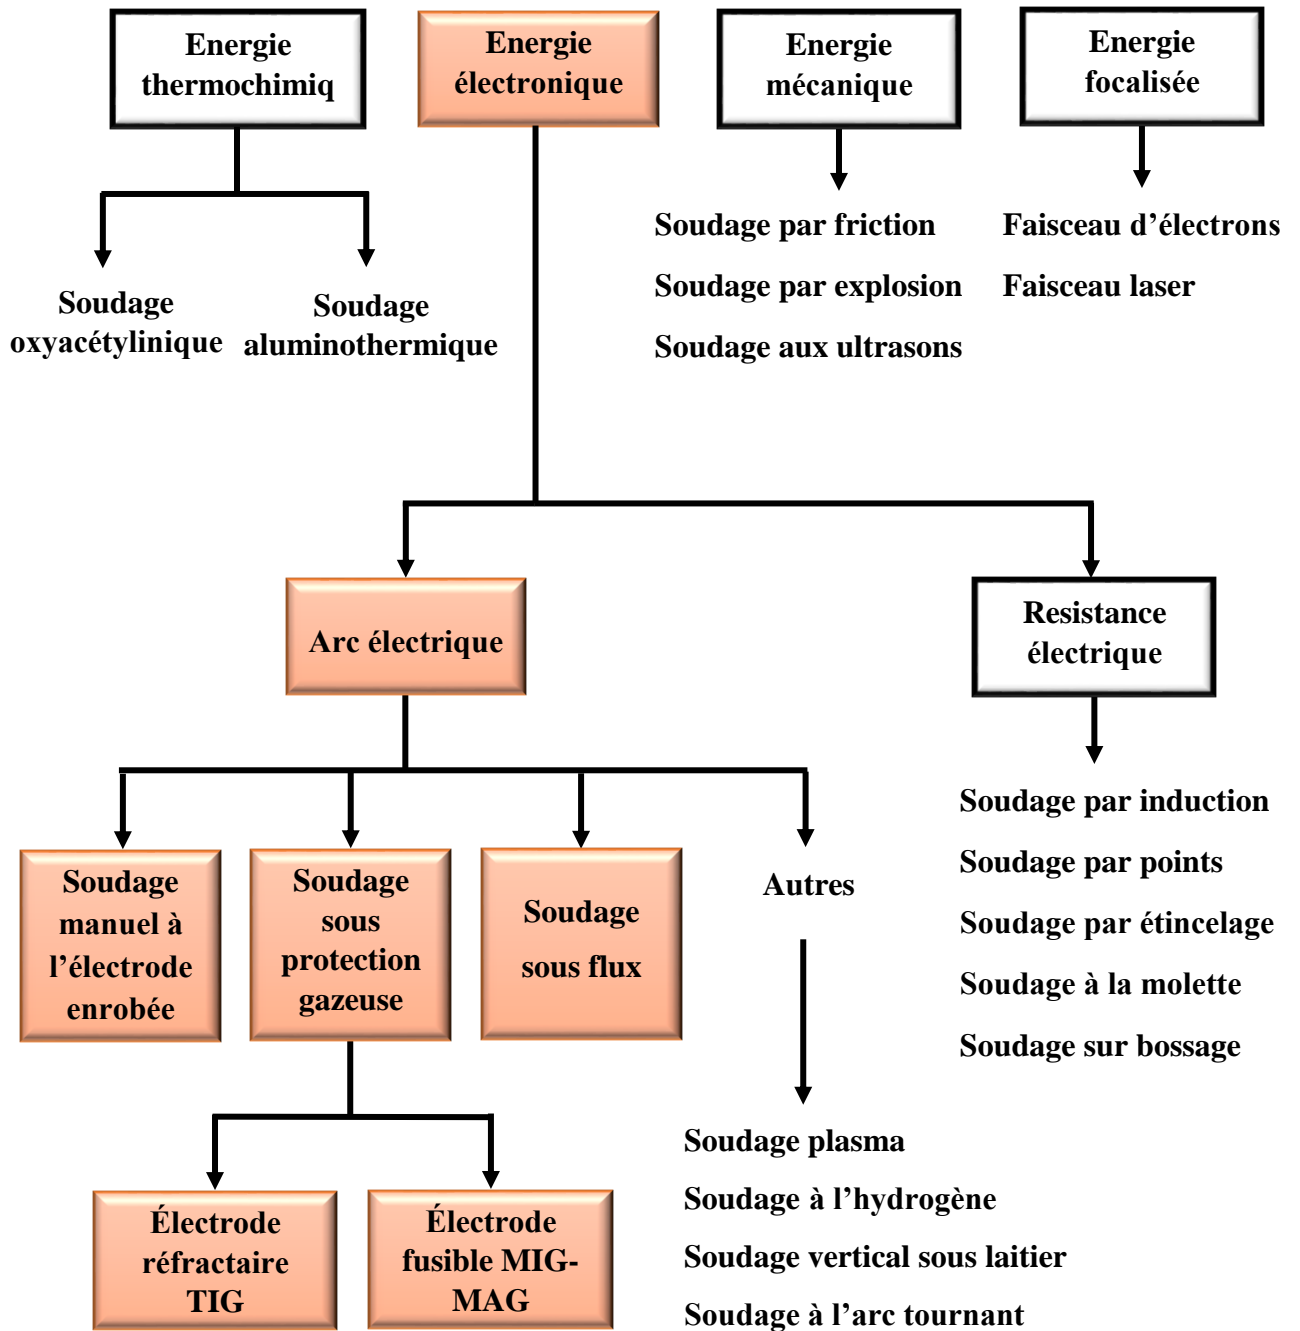 Energie
thermochimiq
Energie
électronique
Energie
mécanique
Energie
focalisée
Soudage
oxyacétylinique
Soudage
aluminothermique
Soudage par friction
Soudage par explosion
Soudage aux ultrasons
Faisceau d’électrons
Faisceau laser
Arc électrique
Resistance
électrique
Soudage
manuel à
l’électrode
enrobée
Soudage
sous
protection
gazeuse
Soudage
sous flux
Autres
Soudage par induction
Soudage par points
Soudage par étincelage
Soudage à la molette
Soudage sur bossage
Électrode
réfractaire
TIG
Électrode
fusible MIG-
MAG
Soudage plasma
Soudage à l’hydrogène
Soudage vertical sous laitier
Soudage à l’arc tournant